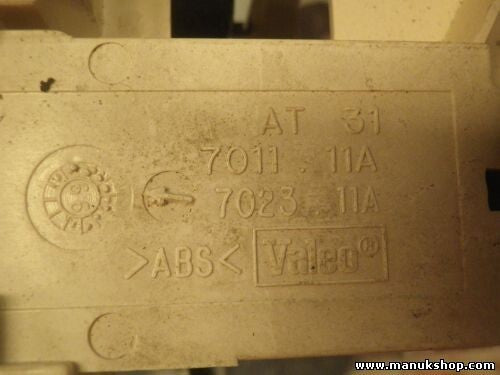 AT 31
7011 . 11A
7023 . 11A
>ABS< Valeo®
www.manukshop.com